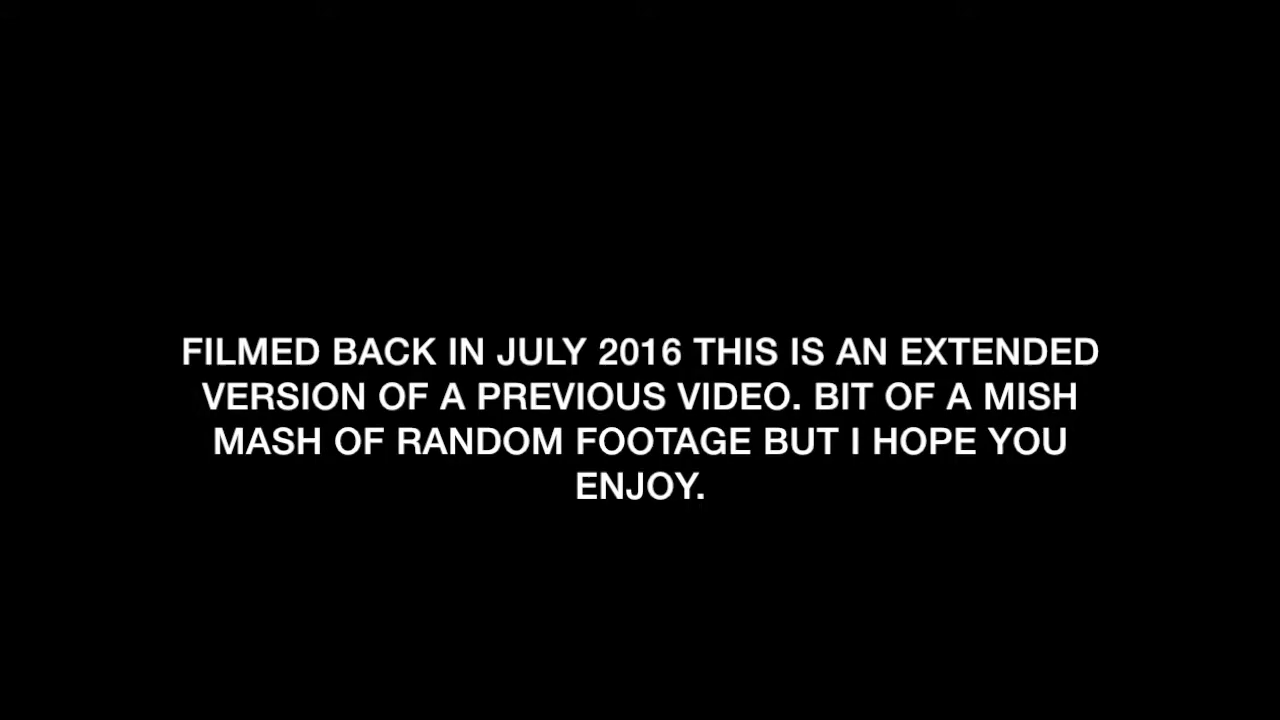 FILMED BACK IN JULY 2016 THIS IS AN EXTENDED
VERSION OF A PREVIOUS VIDEO. BIT OF A MISH
MASH OF RANDOM FOOTAGE BUT I HOPE YOU
ENJOY.